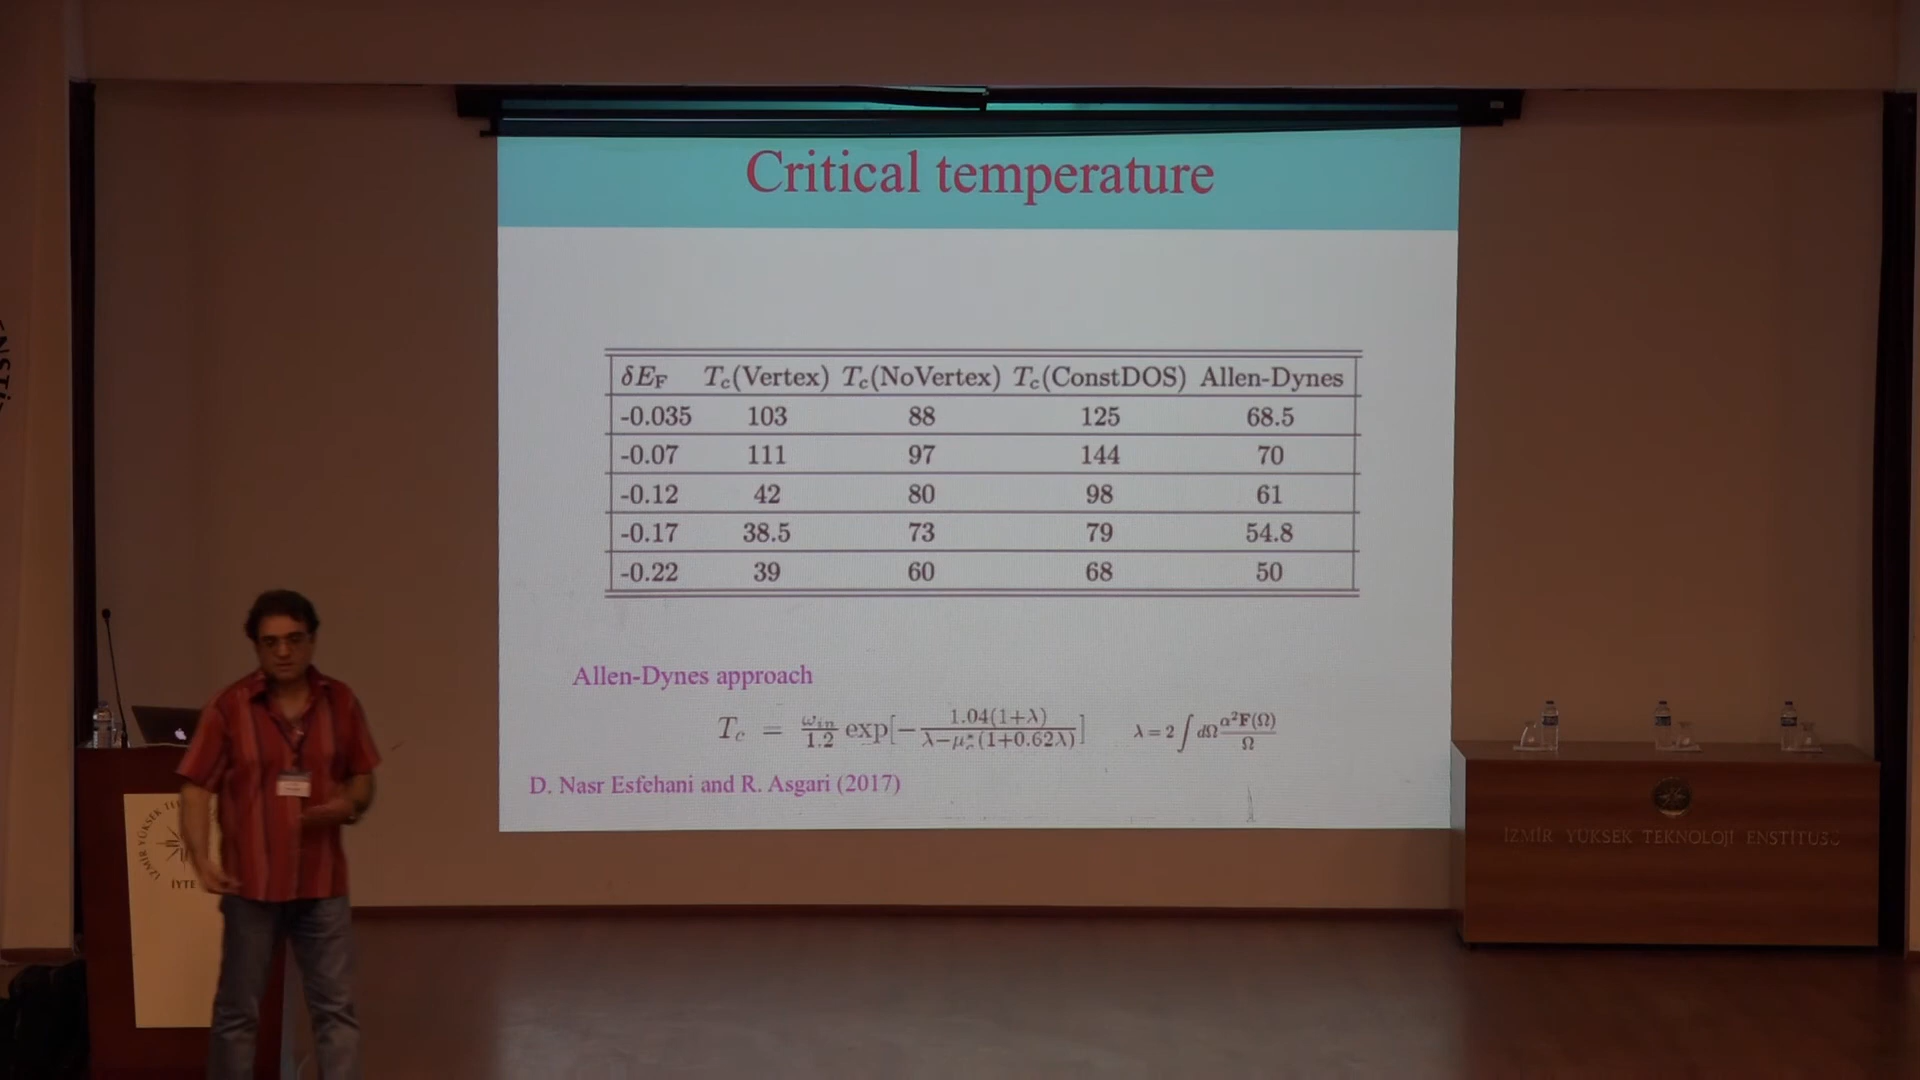 Critical temperature
δE_F T_c(Vertex) T_c(NoVertex) T_c(ConstDOS) Allen-Dynes
-0.035 103 88 125 68.5
-0.07 111 97 144 70
-0.12 42 80 98 61
-0.17 38.5 73 79 54.8
-0.22 39 60 68 50
Allen-Dynes approach
T_c = ω_ln/1.2 exp[−1.04(1+λ)/λ−μ*_c(1+0.62λ)] λ = 2∫dΩ α²F(Ω)/Ω
D. Nasr Esfehani and R. Asgari (2017)
İZMİR YÜKSEK TEKNOLOJİ ENSTİTÜSÜ
İYTE